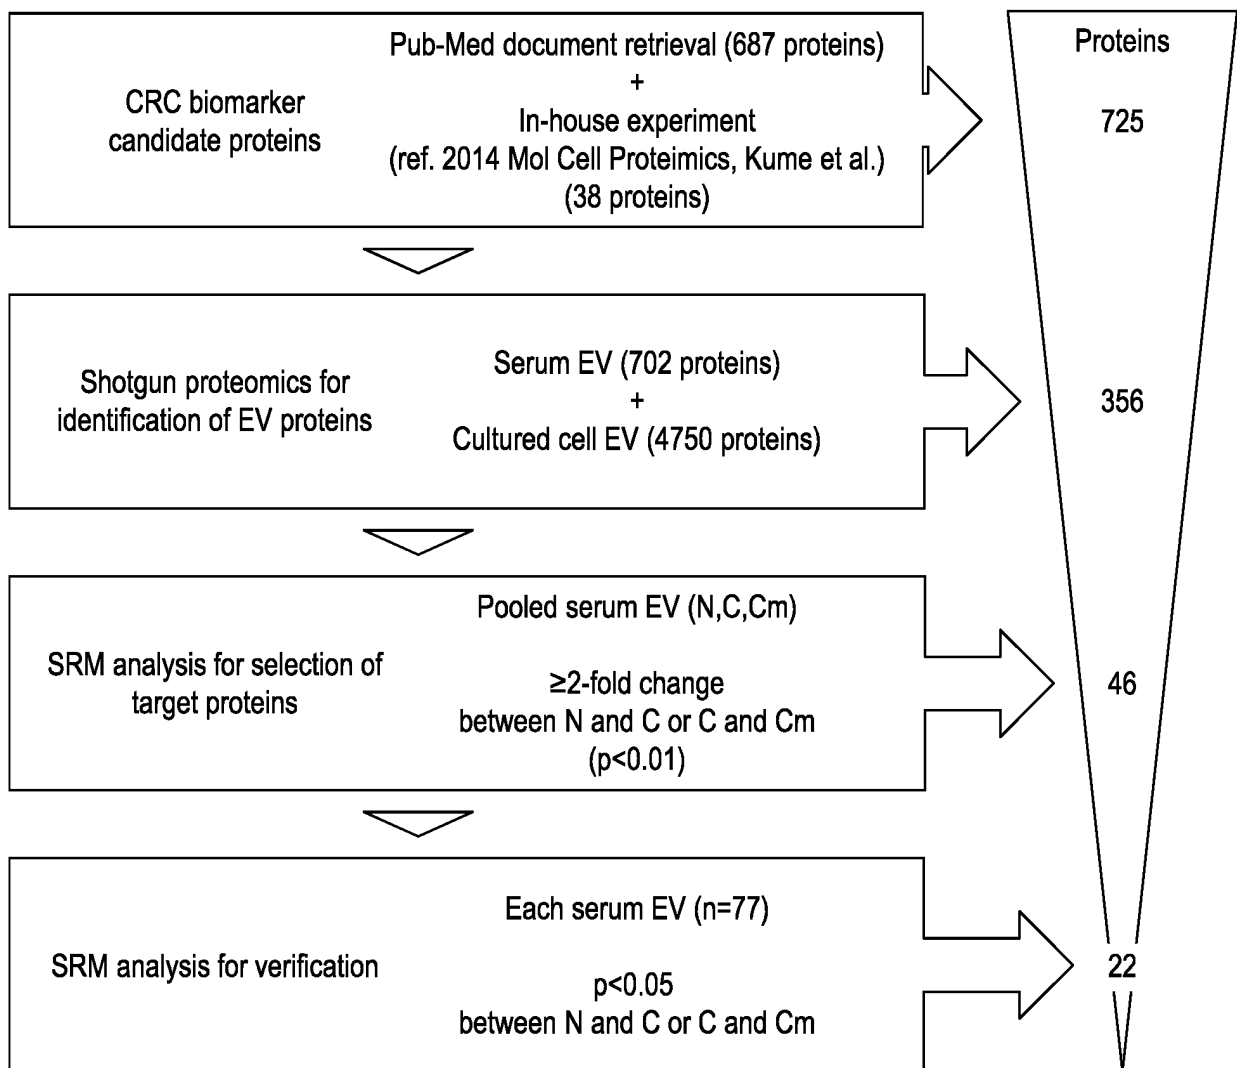 CRC biomarker
candidate proteins
Pub-Med document retrieval (687 proteins)
+
In-house experiment
(ref. 2014 Mol Cell Proteimics, Kume et al.)
(38 proteins)
Proteins
725
Shotgun proteomics for
identification of EV proteins
Serum EV (702 proteins)
+
Cultured cell EV (4750 proteins)
356
SRM analysis for selection of
target proteins
Pooled serum EV (N,C,Cm)
≥2-fold change
between N and C or C and Cm
(p<0.01)
46
SRM analysis for verification
Each serum EV (n=77)
p<0.05
between N and C or C and Cm
22